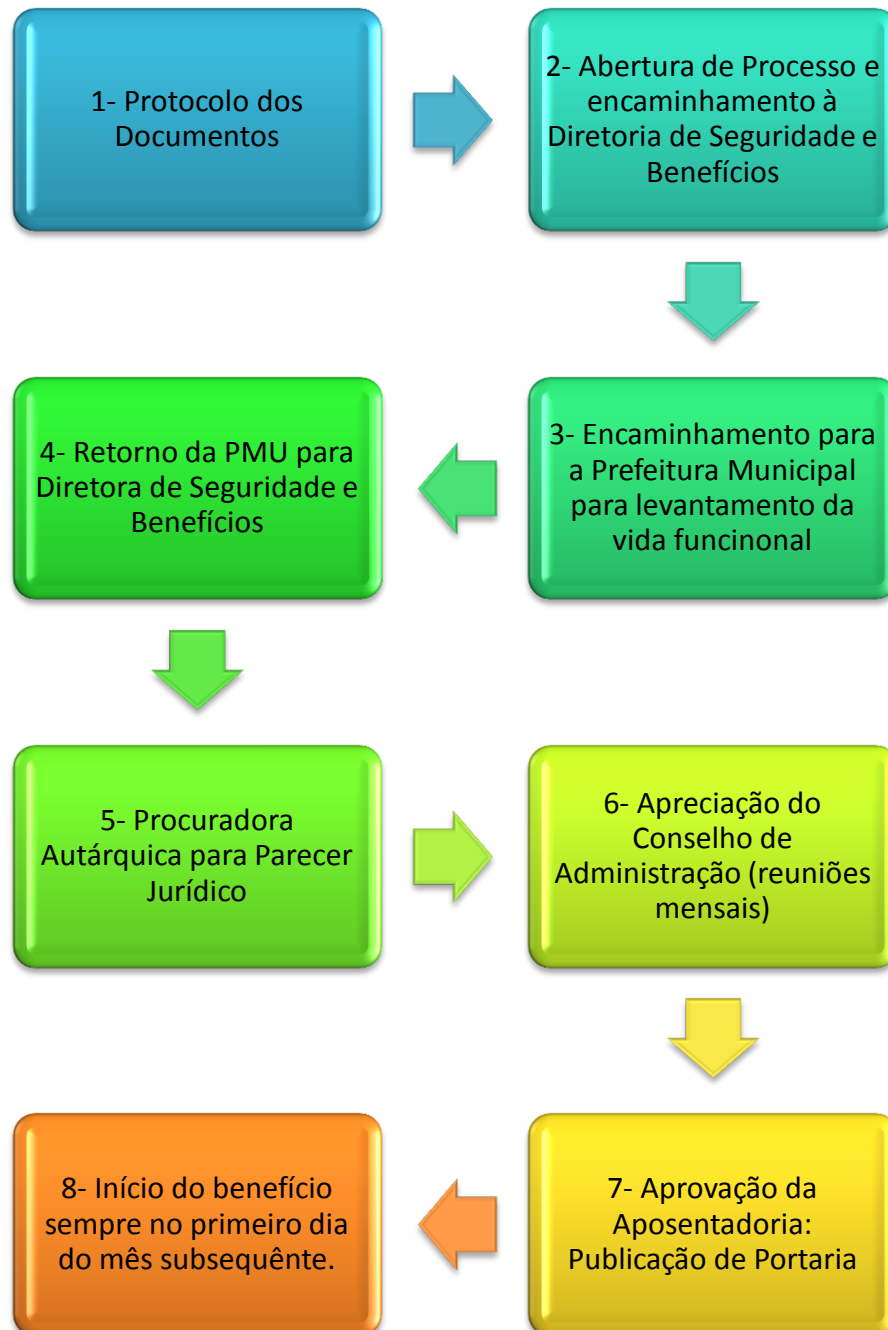 1- Protocolo dos
Documentos
2- Abertura de Processo e
encaminhamento à
Diretoria de Seguridade e
Benefícios
3- Encaminhamento para
a Prefeitura Municipal
para levantamento da
vida funcinonal
4- Retorno da PMU para
Diretora de Seguridade e
Benefícios
5- Procuradora
Autárquica para Parecer
Jurídico
6- Apreciação do
Conselho de
Administração (reuniões
mensais)
7- Aprovação da
Aposentadoria:
Publicação de Portaria
8- Início do benefício
sempre no primeiro dia
do mês subsequênte.